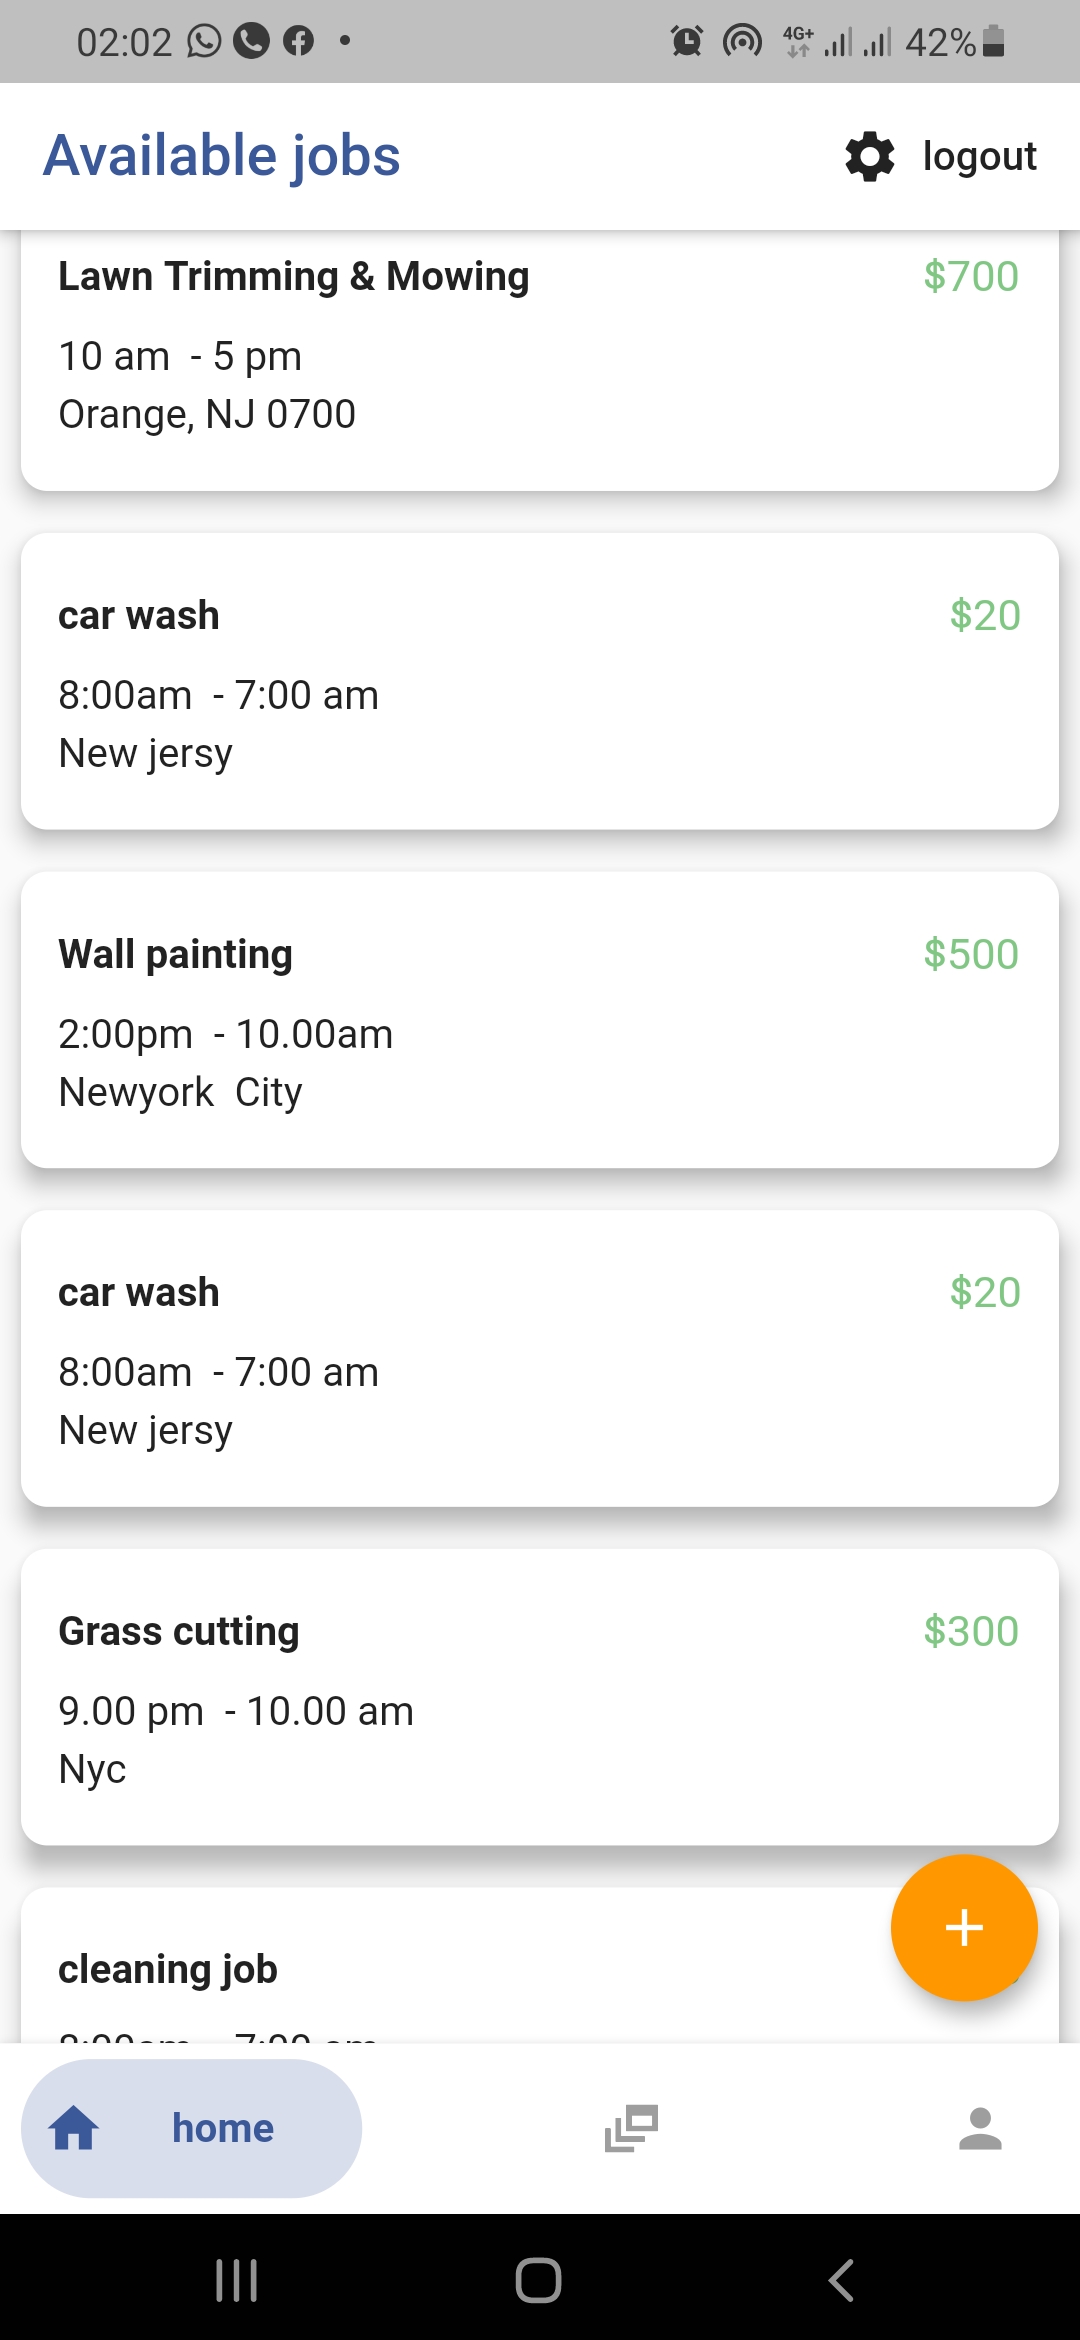 02:02
4G+
42%
Available jobs
logout
Lawn Trimming & Mowing
$700
10 am  - 5 pm
Orange, NJ 0700
car wash
$20
8:00am  - 7:00 am
New jersy
Wall painting
$500
2:00pm  - 10.00am
Newyork  City
car wash
$20
8:00am  - 7:00 am
New jersy
Grass cutting
$300
9.00 pm  - 10.00 am
Nyc
cleaning job
+
home